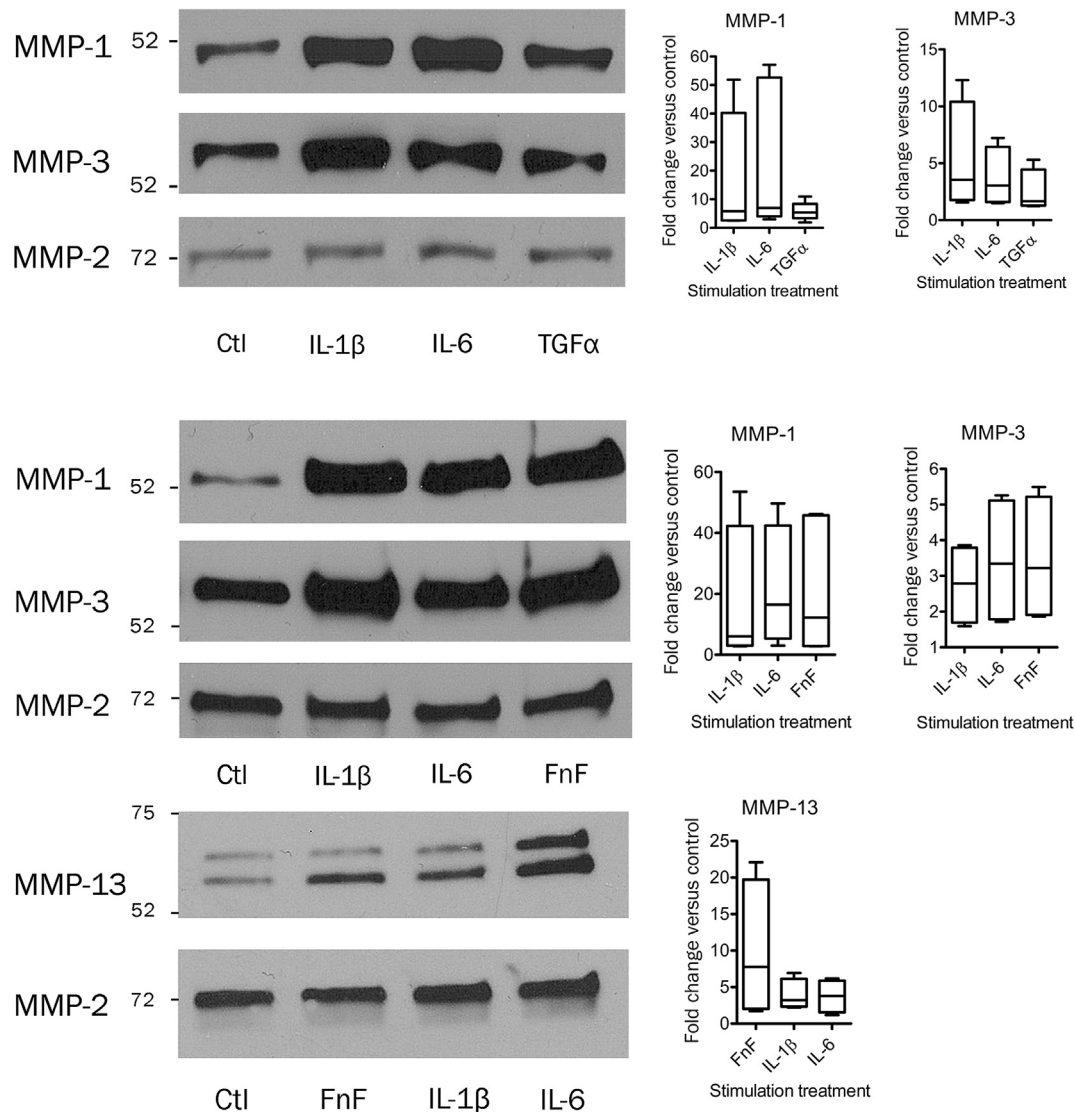 MMP-1 52
MMP-3
52
MMP-2 72
Ctl IL-1β IL-6 TGFα
MMP-1
Fold change versus control
60
50
40
30
20
10
0
IL-1β IL-6 TGFα
Stimulation treatment
MMP-3
Fold change versus control
15
10
5
0
IL-1β IL-6 TGFα
Stimulation treatment
MMP-1 52
MMP-3
52
MMP-2 72
Ctl IL-1β IL-6 FnF
MMP-1
Fold change versus control
60
40
20
0
IL-1β IL-6 FnF
Stimulation treatment
MMP-3
Fold change versus control
6
5
4
3
2
1
IL-1β IL-6 FnF
Stimulation treatment
75
MMP-13
52
MMP-2 72
Ctl FnF IL-1β IL-6
MMP-13
Fold change versus control
25
20
15
10
5
0
FnF IL-1β IL-6
Stimulation treatment